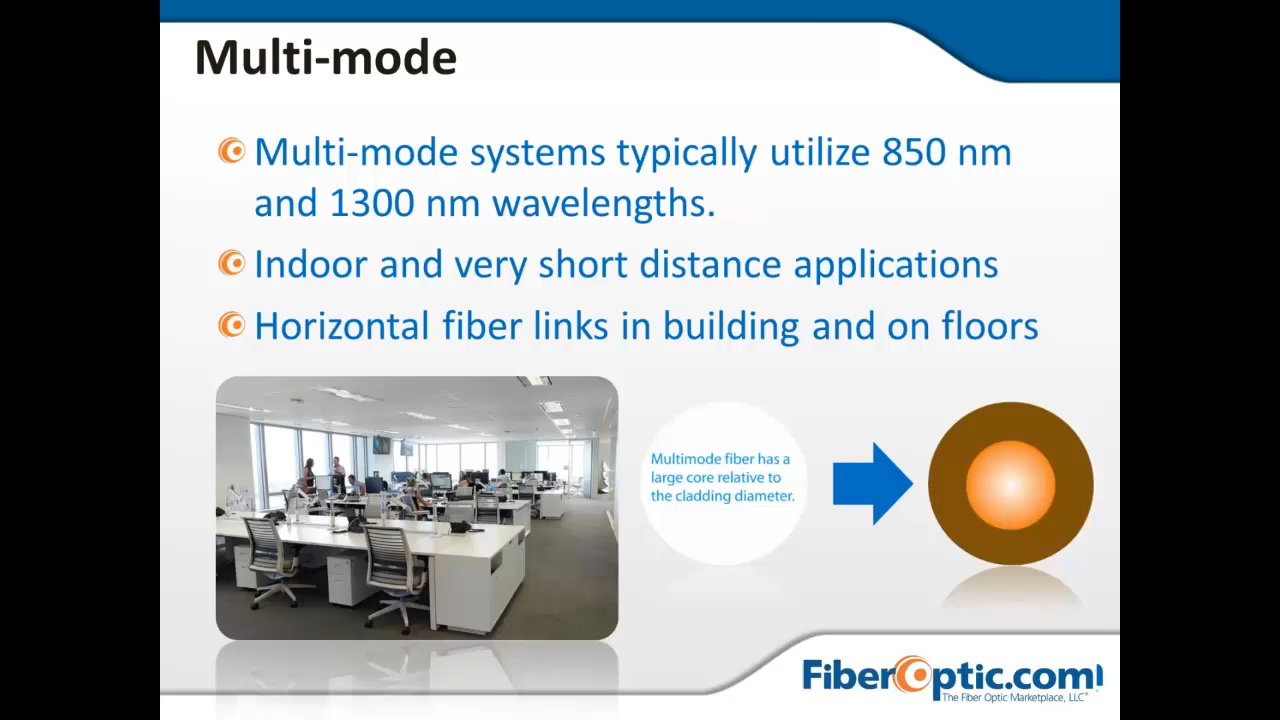 Multi-mode
Multi-mode systems typically utilize 850 nm
and 1300 nm wavelengths.
Indoor and very short distance applications
Horizontal fiber links in building and on floors
Multimode fiber has a
large core relative to
the cladding diameter.
FiberOptic.com
The Fiber Optic Marketplace, LLC